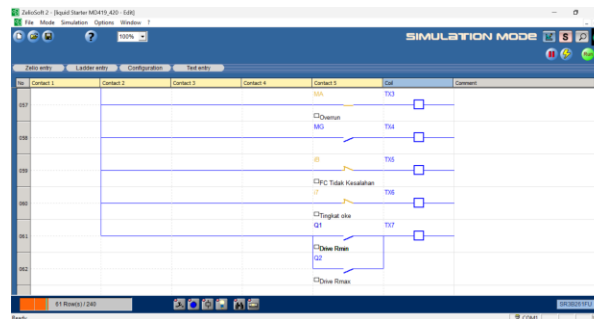 ZelioSoft 2 - [liquid Starter MD419_420 - Edit]
File Mode Simulation Options Window ?
100%
SIMULATION MODE
Zelio entry Ladder entry Configuration Text entry
No Contact 1 Contact 2 Contact 3 Contact 4 Contact 5 Coil Comment
MA TX3
057
Overrun
MG TX4
058
TX5
059
FC Tidak Kesalahan
TX6
060
Tingkat oke
Q1 TX7
061
Drive Rmin
Q2
062
Drive Rmax
61 Row(s) / 240
Ready
COM1